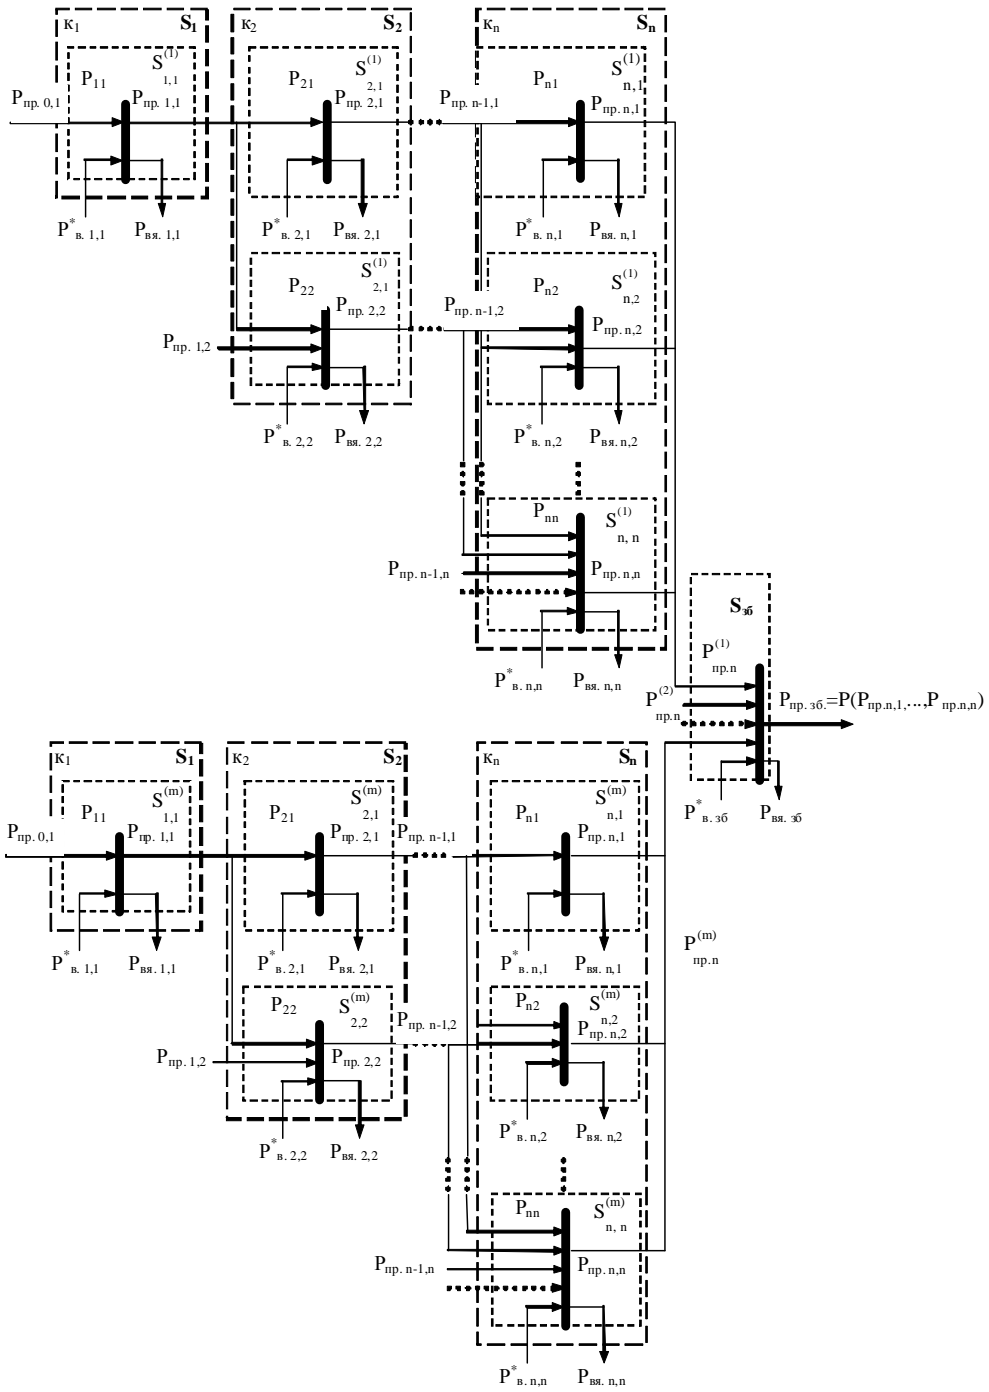 к1 S1 к2 S2 кn Sn
P11 S(1)1,1 P21 S(1)2,1 Pn1 S(1)n,1
Pпр. 0,1 Pпр. 1,1 Pпр. 2,1 Pпр. n-1,1 Pпр. n,1
P*в. 1,1 Pвя. 1,1 P*в. 2,1 Pвя. 2,1 P*в. n,1 Pвя. n,1
P22 S(1)2,1 Pn2 S(1)n,2
Pпр. 2,2 Pпр. n-1,2 Pпр. n,2
Pпр. 1,2
P*в. 2,2 Pвя. 2,2 P*в. n,2 Pвя. n,2
Pnn S(1)n, n
Pпр. n-1,n Pпр. n,n
Sзб
P*в. n,n Pвя. n,n P(1)пр.n
P(2)пр.n Pпр. зб.=P(Pпр.n,1,...,Pпр.n,n)
к1 S1 к2 S2 кn Sn
P11 S(m)1,1 P21 S(m)2,1 Pn1 S(m)n,1 P*в. зб Pвя. зб
Pпр. 0,1 Pпр. 1,1 Pпр. 2,1 Pпр. n-1,1 Pпр. n,1
P*в. 1,1 Pвя. 1,1 P*в. 2,1 Pвя. 2,1 P*в. n,1 Pвя. n,1 P(m)пр.n
P22 S(m)2,2 Pn2 S(m)n,2
Pпр. n-1,2 Pпр. n,2
Pпр. 1,2 Pпр. 2,2
P*в. 2,2 Pвя. 2,2 P*в. n,2 Pвя. n,2
Pnn S(m)n, n
Pпр. n-1,n Pпр. n,n
P*в. n,n Pвя. n,n